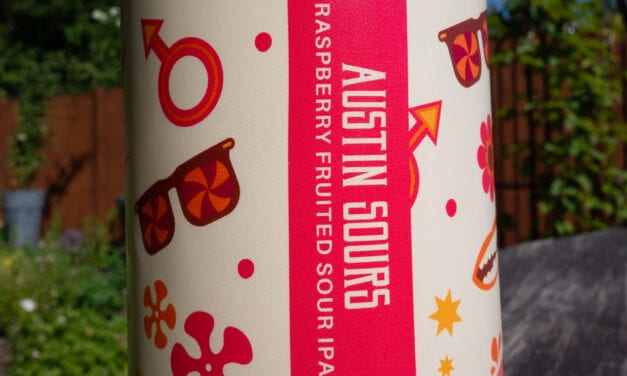 AUSTIN SOURS
RASPBERRY FRUITED SOUR IPA